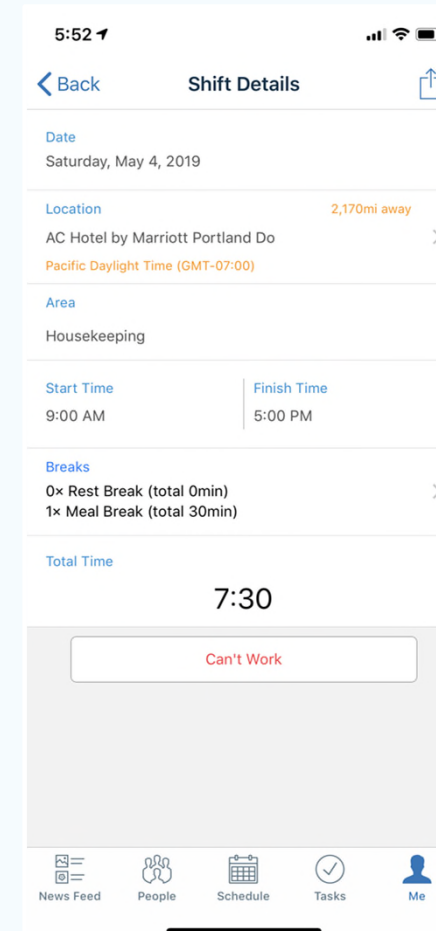 5:52
Back Shift Details
Date
Saturday, May 4, 2019
Location 2,170mi away
AC Hotel by Marriott Portland Do
Pacific Daylight Time (GMT-07:00)
Area
Housekeeping
Start Time Finish Time
9:00 AM 5:00 PM
Breaks
0× Rest Break (total 0min)
1× Meal Break (total 30min)
Total Time
7:30
Can't Work
News Feed People Schedule Tasks Me